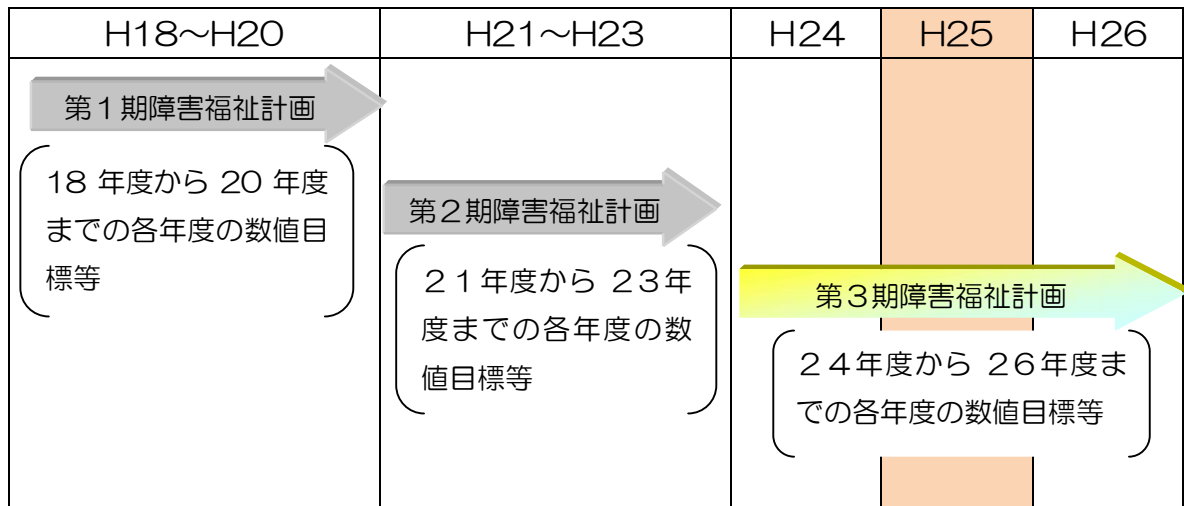 H18～H20
H21～H23
H24
H25
H26
第１期障害福祉計画
18 年度から 20 年度
までの各年度の数値目
標等
第２期障害福祉計画
２１年度から ２３年
度までの各年度の数
値目標等
第３期障害福祉計画
２４年度から ２６年度ま
での各年度の数値目標等